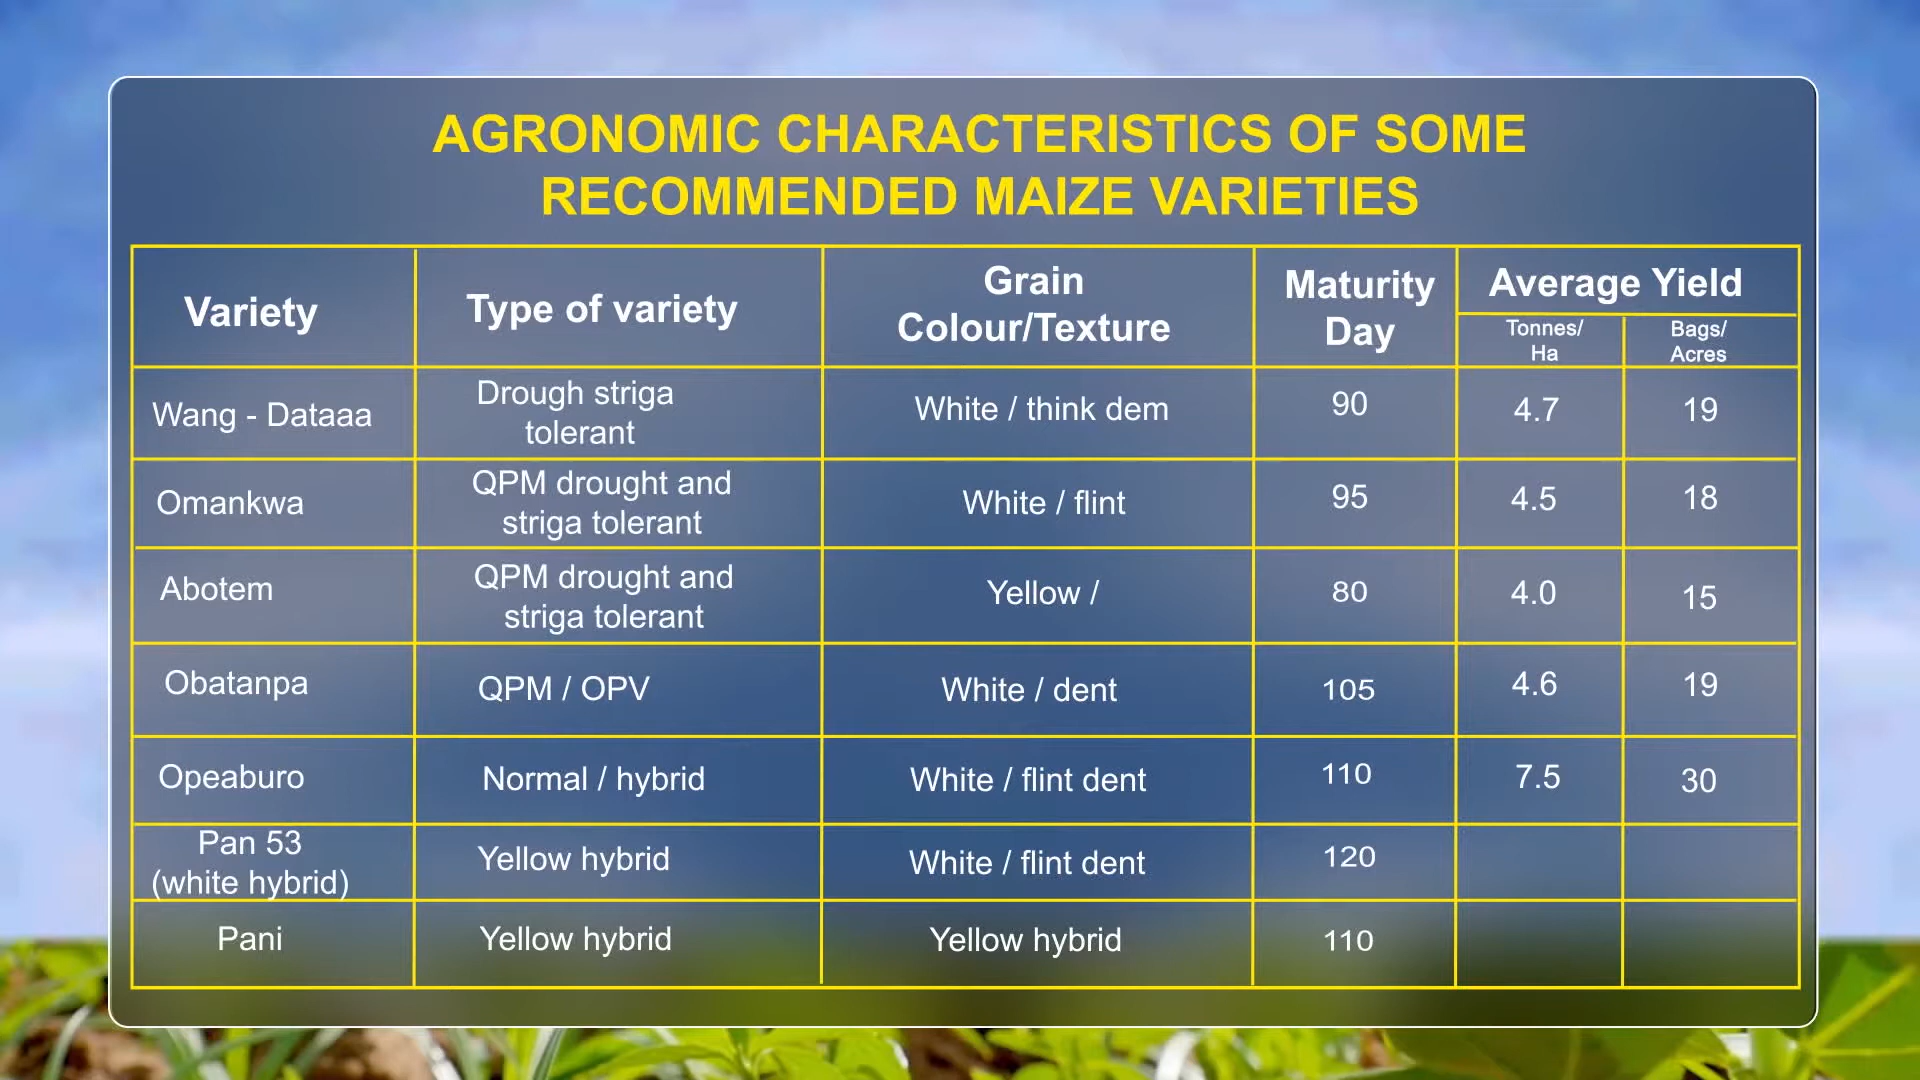 AGRONOMIC CHARACTERISTICS OF SOME
RECOMMENDED MAIZE VARIETIES
Variety
Type of variety
Grain
Colour/Texture
Maturity
Day
Average Yield
Tonnes/
Ha
Bags/
Acres
Wang - Dataaa
Drough striga
tolerant
White / think dem
90
4.7
19
Omankwa
QPM drought and
striga tolerant
White / flint
95
4.5
18
Abotem
QPM drought and
striga tolerant
Yellow /
80
4.0
15
Obatanpa
QPM / OPV
White / dent
105
4.6
19
Opeaburo
Normal / hybrid
White / flint dent
110
7.5
30
Pan 53
(white hybrid)
Yellow hybrid
White / flint dent
120
Pani
Yellow hybrid
Yellow hybrid
110